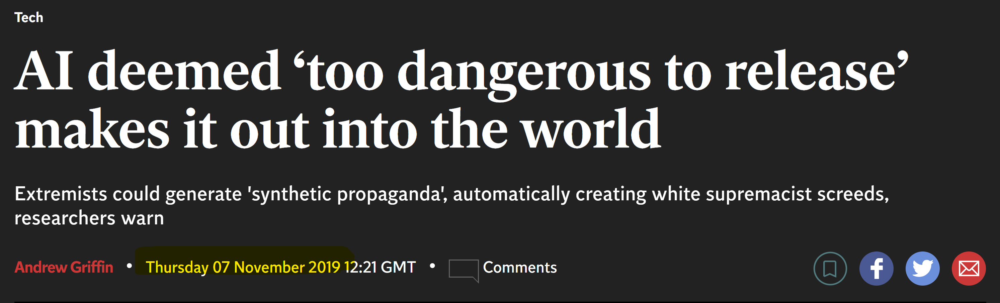 Tech
AI deemed ‘too dangerous to release’
makes it out into the world
Extremists could generate 'synthetic propaganda', automatically creating white supremacist screeds,
researchers warn
Andrew Griffin • Thursday 07 November 2019 12:21 GMT • Comments